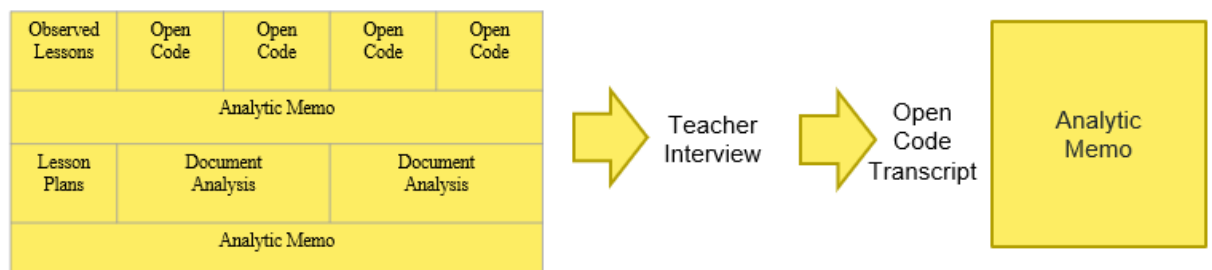 Observed
Lessons
Open
Code
Open
Code
Open
Code
Open
Code
Analytic Memo
Lesson
Plans
Document
Analysis
Document
Analysis
Analytic Memo
Teacher
Interview
Open
Code
Transcript
Analytic
Memo